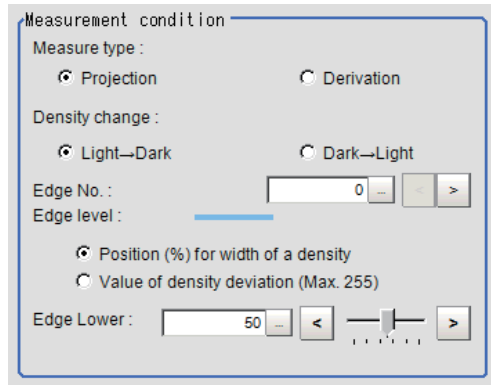 Measurement condition
Measure type :
Projection Derivation
Density change :
Light→Dark Dark→Light
Edge No. : 0 ... < >
Edge level :
Position (%) for width of a density
Value of density deviation (Max. 255)
Edge Lower : 50 ... < >